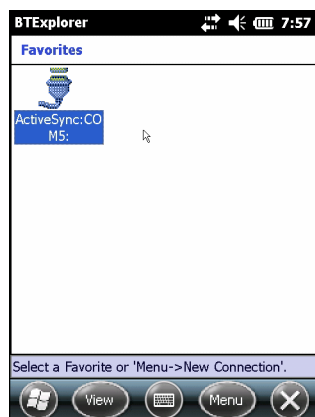 BTExplorer 7:57
Favorites
ActiveSync:CO
M5:
Select a Favorite or 'Menu->New Connection'.
View Menu